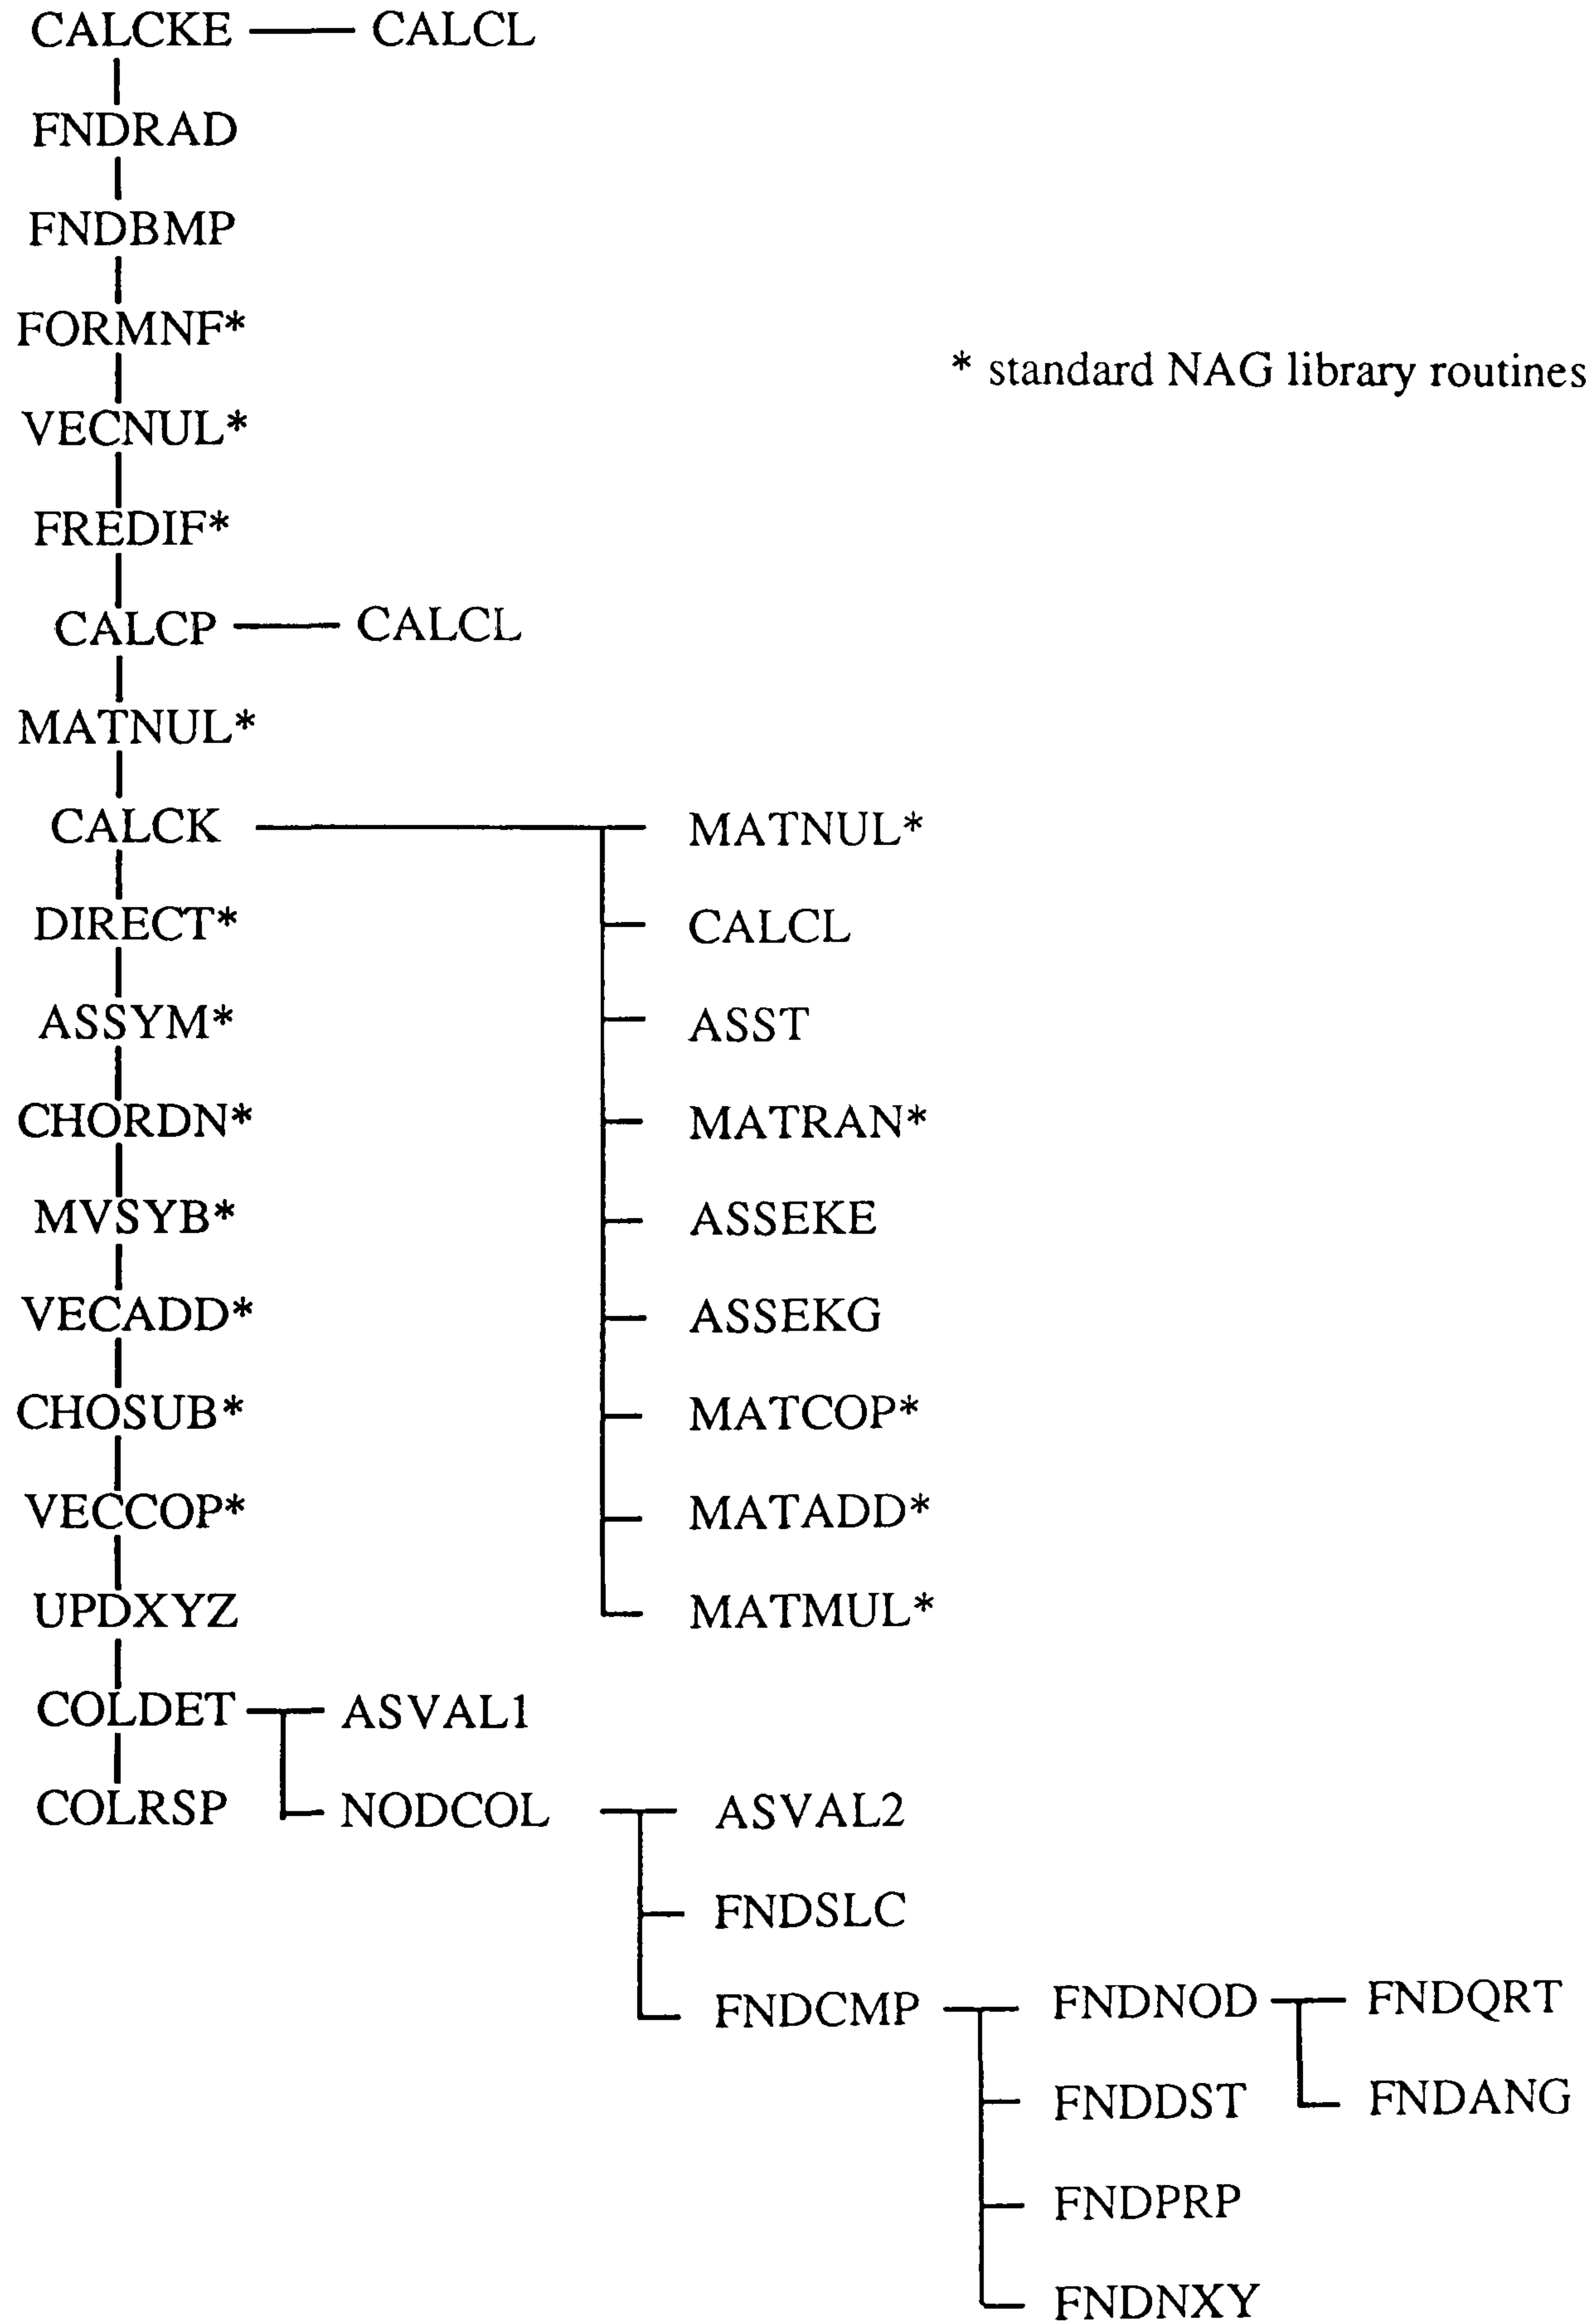 CALCKE CALCL
FNDRAD
FNDBMP
FORMNF*
* standard NAG library routines
VECNUL*
FREDIF*
CALCP CALCL
MATNUL*
CALCK MATNUL*
DIRECT* CALCL
ASSYM* ASST
CHORDN* MATRAN*
MVSYB* ASSEKE
VECADD* ASSEKG
CHOSUB* MATCOP*
VECCOP* MATADD*
UPDXYZ MATMUL*
COLDET ASVAL1
COLRSP NODCOL ASVAL2
FNDSLC
FNDCMP FNDNOD FNDQRT
FNDDST FNDANG
FNDPRP
FNDNXY